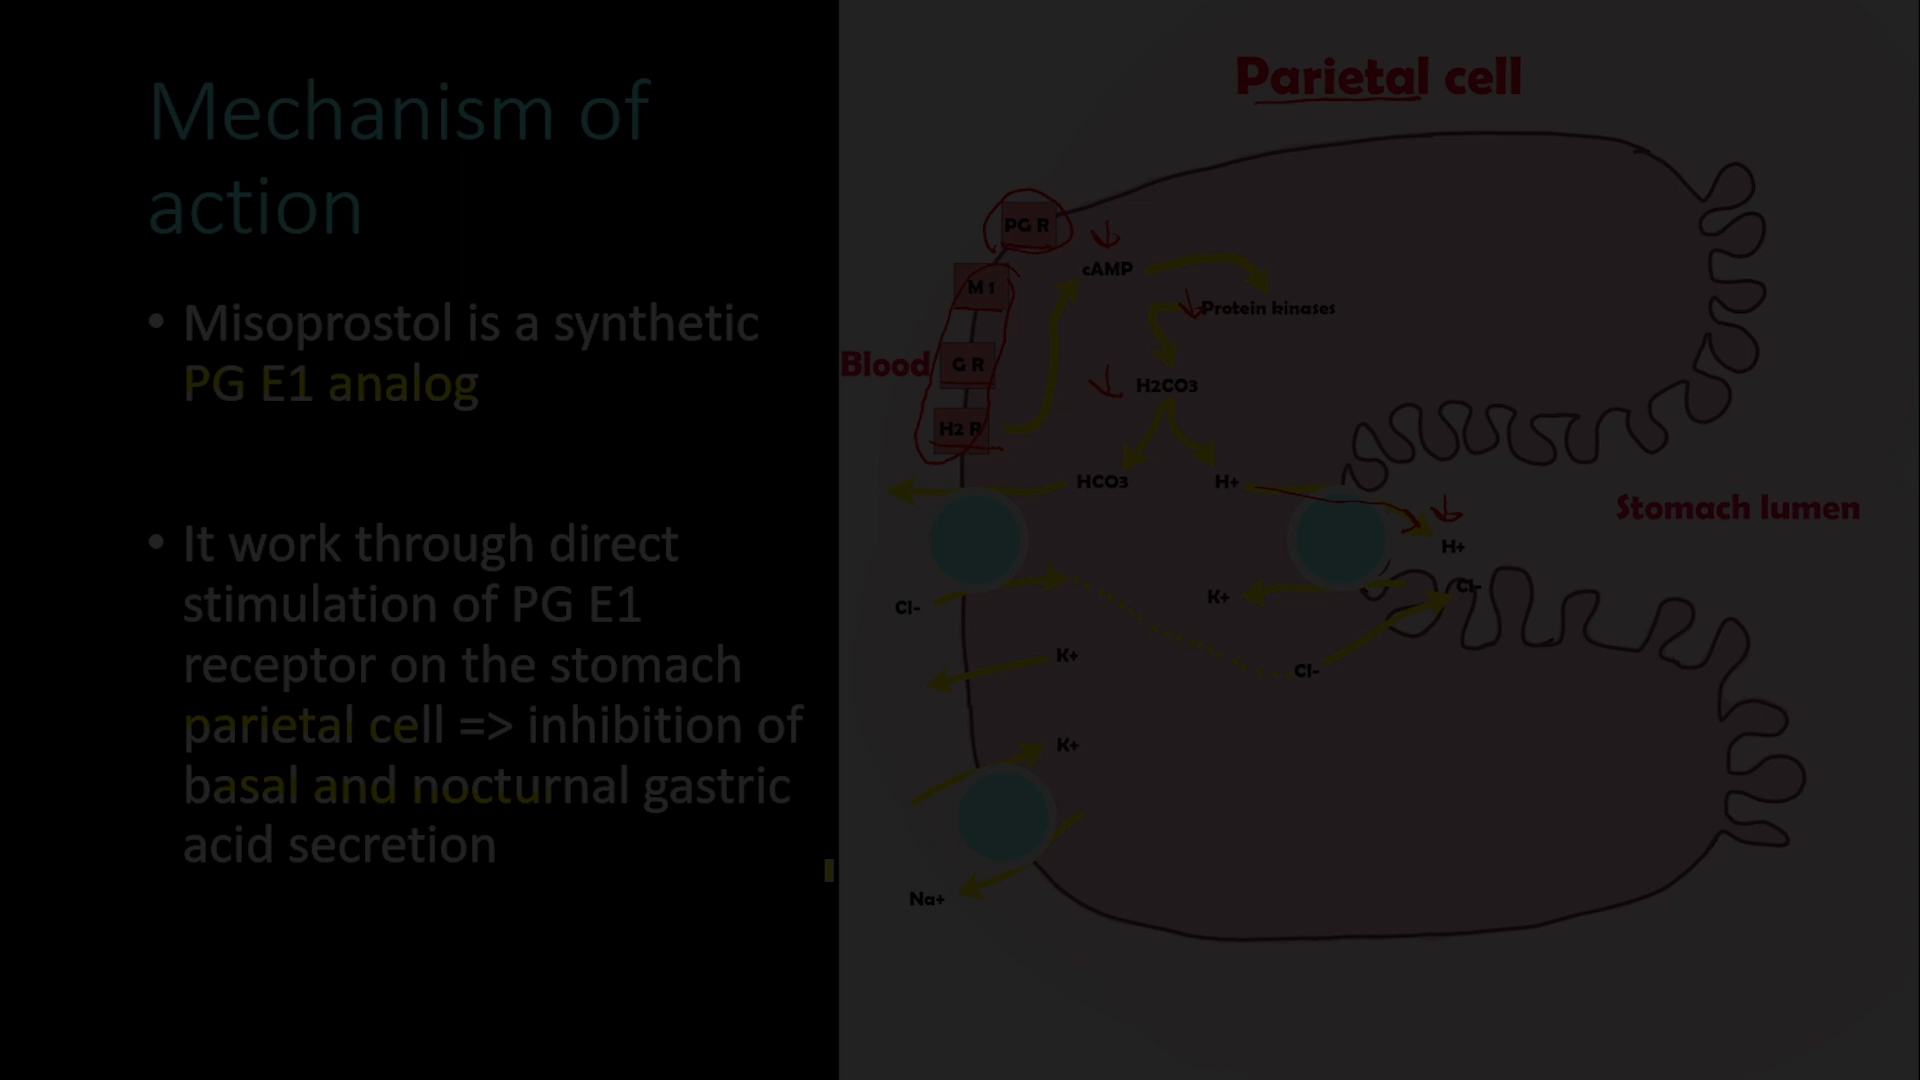 Mechanism of
action
• Misoprostol is a synthetic
PG E1 analog
• It work through direct
stimulation of PG E1
receptor on the stomach
parietal cell => inhibition of
basal and nocturnal gastric
acid secretion
Parietal cell
PG R
cAMP
M 1
Protein kinases
Blood
G R
H2CO3
H2 R
HCO3
H+
Stomach lumen
H+
Cl-
K+
Cl-
K+
Cl-
K+
Na+